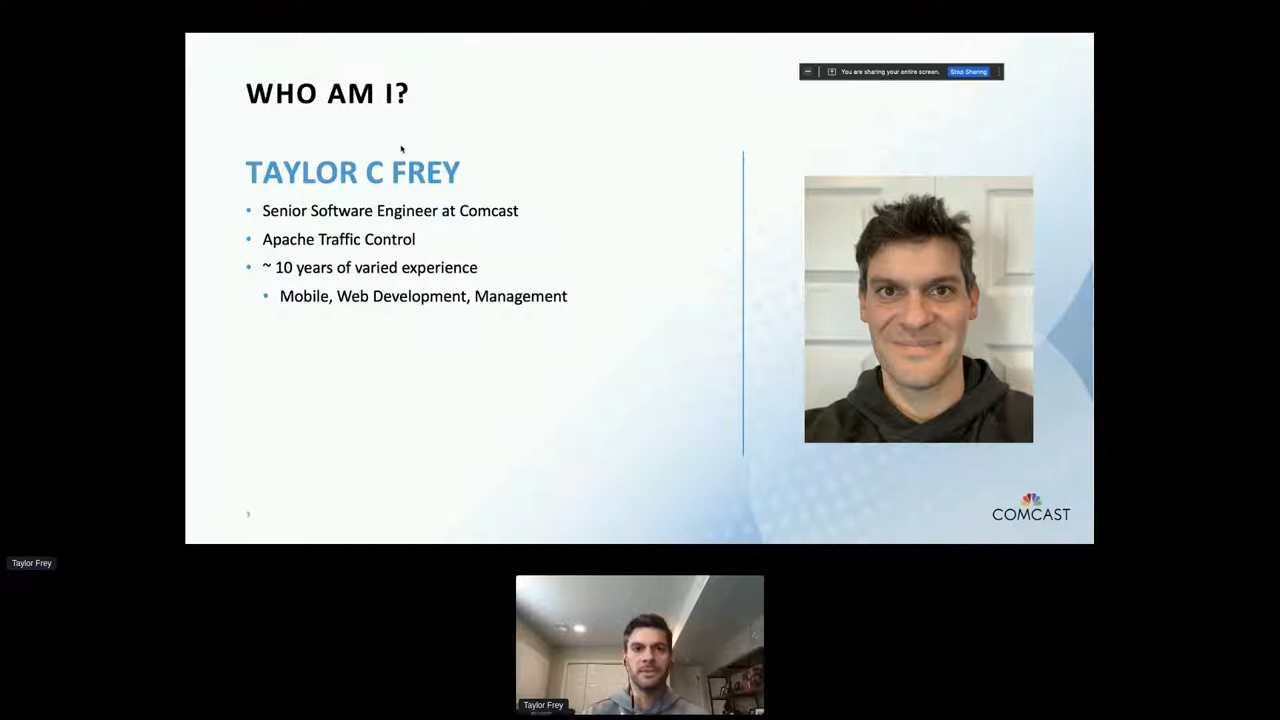 WHO AM I?
You are sharing your entire screen. Stop Sharing
TAYLOR C FREY
• Senior Software Engineer at Comcast
• Apache Traffic Control
• ~ 10 years of varied experience
• Mobile, Web Development, Management
3
COMCAST
Taylor Frey
Taylor Frey